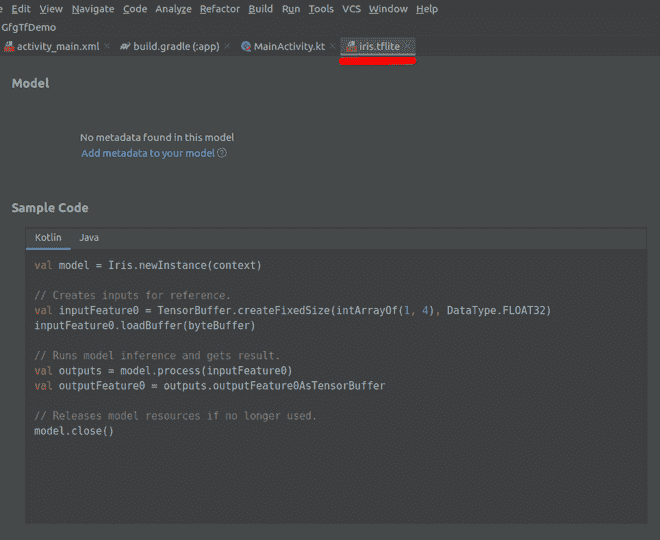 Edit View Navigate Code Analyze Refactor Build Run Tools VCS Window Help
GfgTfDemo
activity_main.xml build.gradle (:app) MainActivity.kt iris.tflite
Model
No metadata found in this model
Add metadata to your model
Sample Code
Kotlin Java
val model = Iris.newInstance(context)
// Creates inputs for reference.
val inputFeature0 = TensorBuffer.createFixedSize(intArrayOf(1, 4), DataType.FLOAT32)
inputFeature0.loadBuffer(byteBuffer)
// Runs model inference and gets result.
val outputs = model.process(inputFeature0)
val outputFeature0 = outputs.outputFeature0AsTensorBuffer
// Releases model resources if no longer used.
model.close()